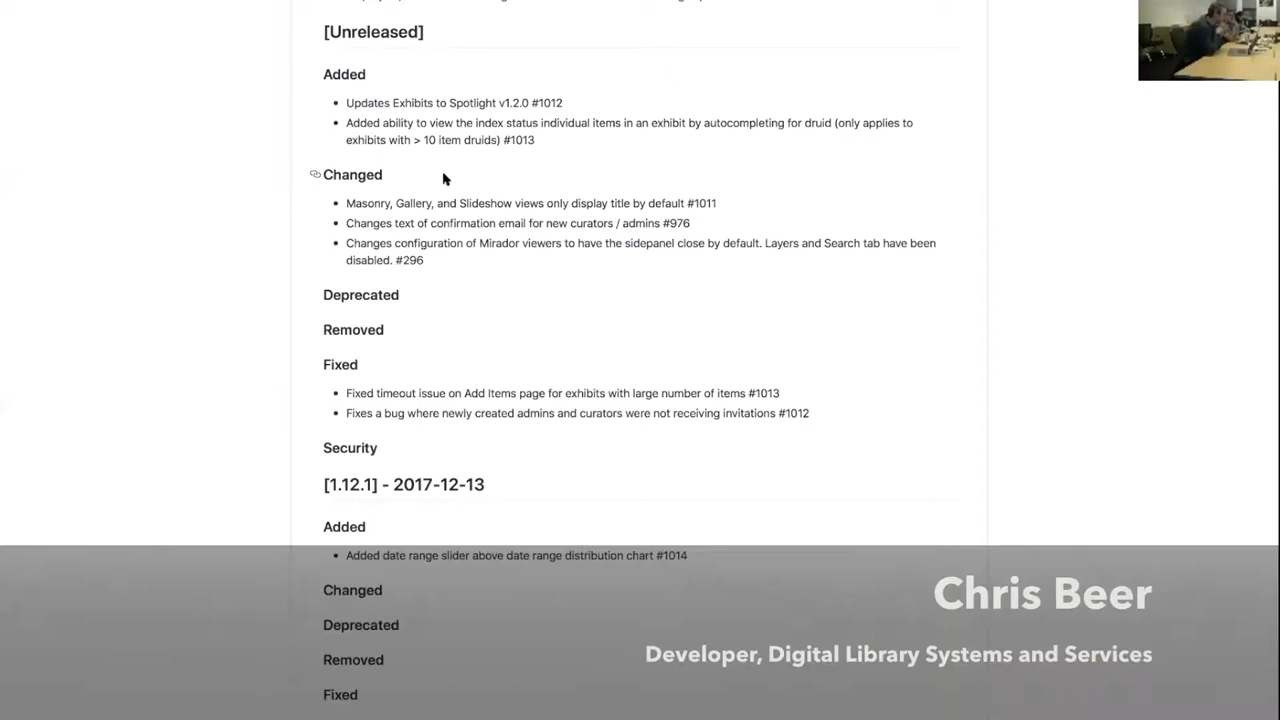 [Unreleased]
Added
Updates Exhibits to Spotlight v1.2.0 #1012
Added ability to view the index status individual items in an exhibit by autocompleting for druid (only applies to
exhibits with > 10 item druids) #1013
Changed
Masonry, Gallery, and Slideshow views only display title by default #1011
Changes text of confirmation email for new curators / admins #976
Changes configuration of Mirador viewers to have the sidepanel close by default. Layers and Search tab have been
disabled. #296
Deprecated
Removed
Fixed
Fixed timeout issue on Add Items page for exhibits with large number of items #1013
Fixes a bug where newly created admins and curators were not receiving invitations #1012
Security
[1.12.1] - 2017-12-13
Added
Added date range slider above date range distribution chart #1014
Changed
Deprecated
Removed
Fixed
Chris Beer
Developer, Digital Library Systems and Services